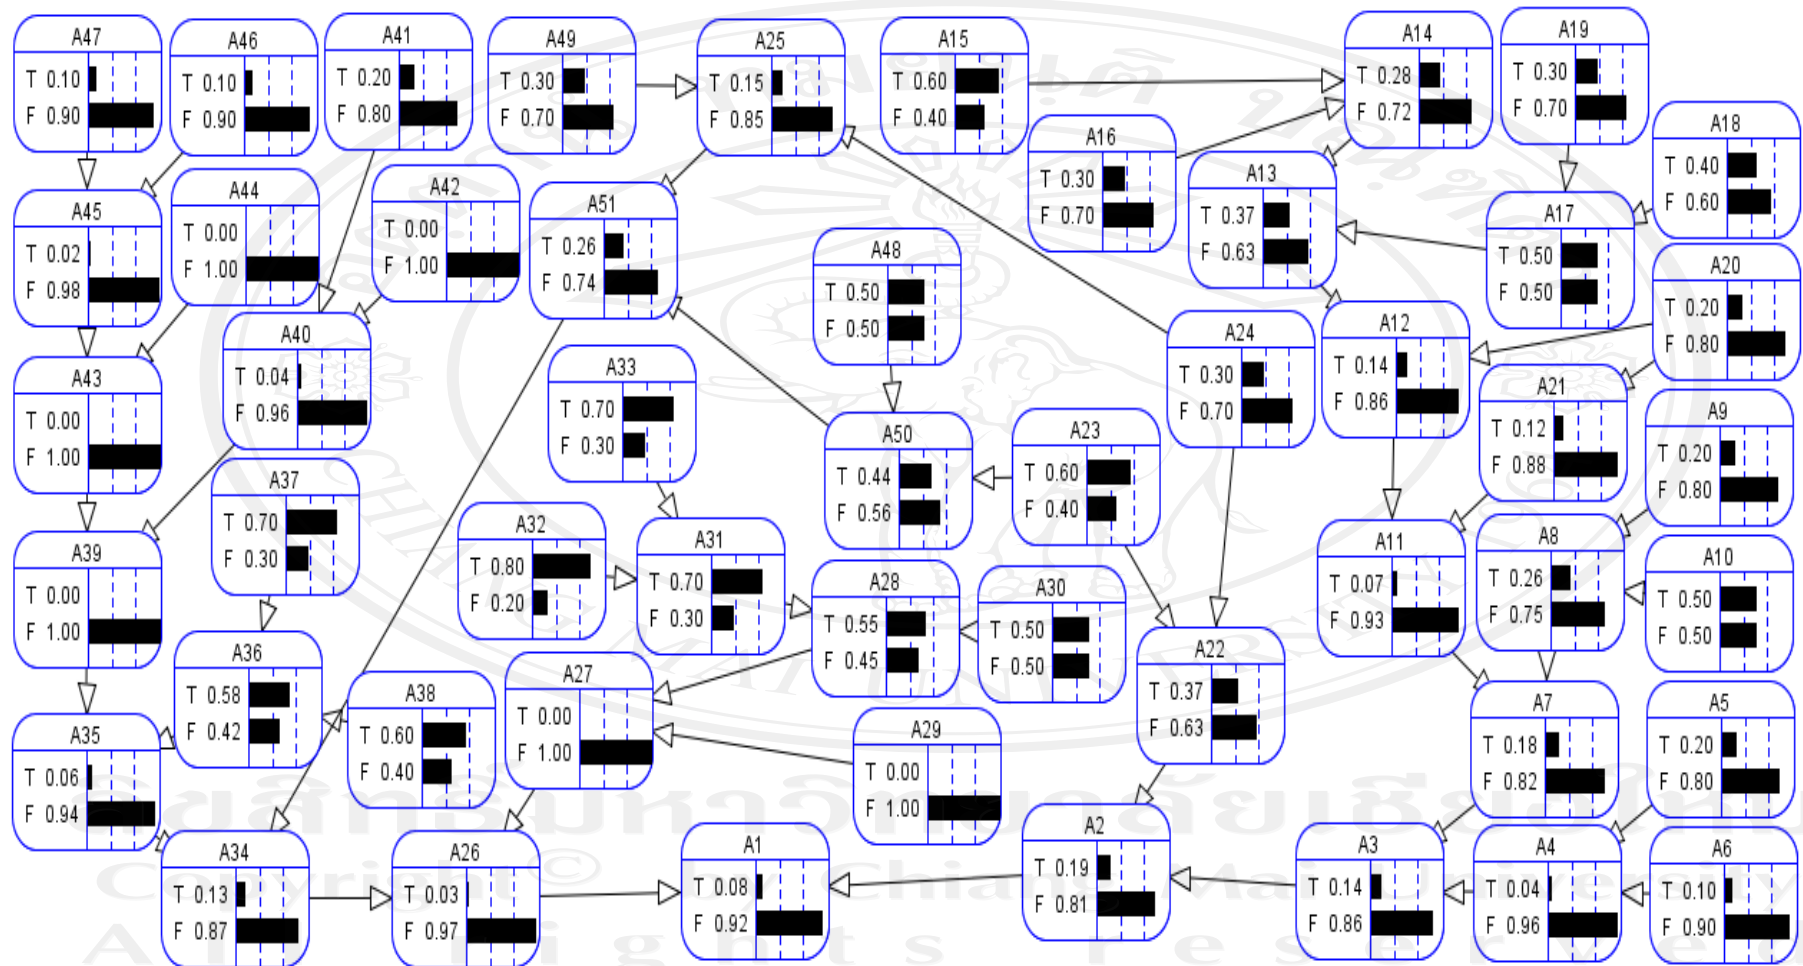 A47
T 0.10
F 0.90
A46
T 0.10
F 0.90
A41
T 0.20
F 0.80
A49
T 0.30
F 0.70
A25
T 0.15
F 0.85
A15
T 0.60
F 0.40
A14
T 0.28
F 0.72
A19
T 0.30
F 0.70
A16
T 0.30
F 0.70
A13
T 0.37
F 0.63
A18
T 0.40
F 0.60
A45
T 0.02
F 0.98
A44
T 0.00
F 1.00
A42
T 0.00
F 1.00
A51
T 0.26
F 0.74
A48
T 0.50
F 0.50
A17
T 0.50
F 0.50
A20
T 0.20
F 0.80
A43
T 0.00
F 1.00
A40
T 0.04
F 0.96
A33
T 0.70
F 0.30
A24
T 0.30
F 0.70
A12
T 0.14
F 0.86
A21
T 0.12
F 0.88
A9
T 0.20
F 0.80
A37
T 0.70
F 0.30
A50
T 0.44
F 0.56
A23
T 0.60
F 0.40
A39
T 0.00
F 1.00
A32
T 0.80
F 0.20
A31
T 0.70
F 0.30
A28
T 0.55
F 0.45
A30
T 0.50
F 0.50
A11
T 0.07
F 0.93
A8
T 0.26
F 0.75
A10
T 0.50
F 0.50
A36
T 0.58
F 0.42
A38
T 0.60
F 0.40
A27
T 0.00
F 1.00
A29
T 0.00
F 1.00
A22
T 0.37
F 0.63
A7
T 0.18
F 0.82
A5
T 0.20
F 0.80
A35
T 0.06
F 0.94
A34
T 0.13
F 0.87
A26
T 0.03
F 0.97
A1
T 0.08
F 0.92
A2
T 0.19
F 0.81
A3
T 0.14
F 0.86
A4
T 0.04
F 0.96
A6
T 0.10
F 0.90
Copyright © by Chiang Mai University
All rights reserved